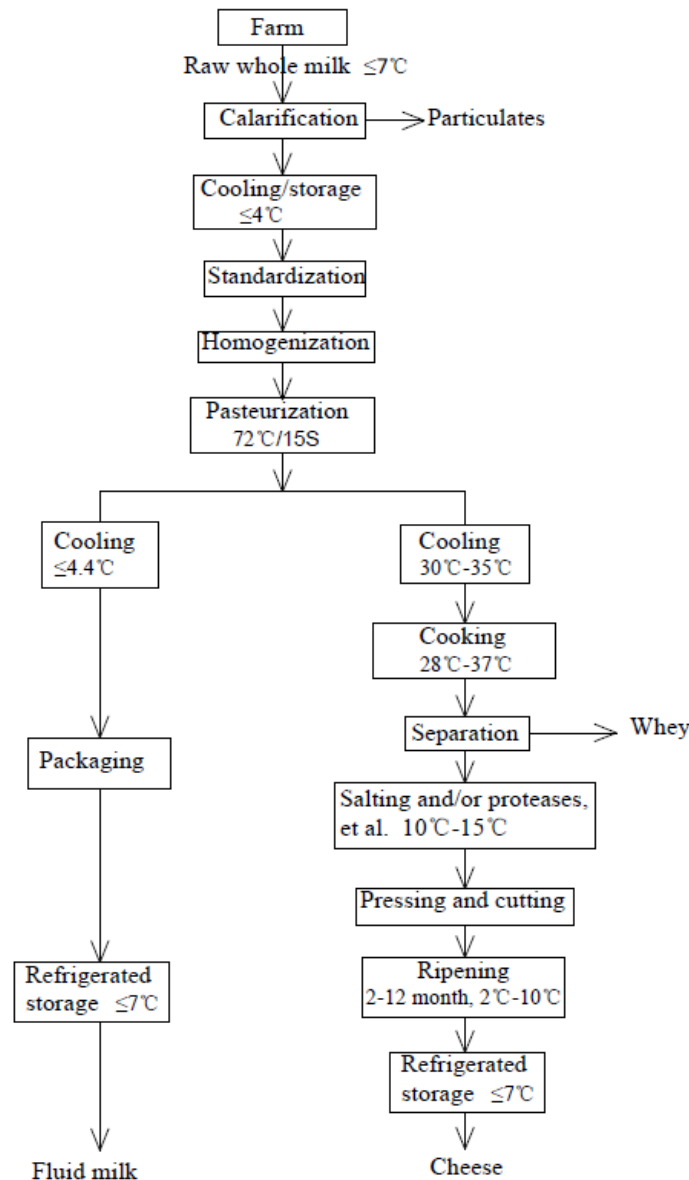 Farm
Raw whole milk ≤7℃
Calarification
Particulates
Cooling/storage
≤4℃
Standardization
Homogenization
Pasteurization
72℃/15S
Cooling
≤4.4℃
Packaging
Refrigerated
storage ≤7℃
Fluid milk
Cooling
30℃-35℃
Cooking
28℃-37℃
Separation
Whey
Salting and/or proteases,
et al. 10℃-15℃
Pressing and cutting
Ripening
2-12 month, 2℃-10℃
Refrigerated
storage ≤7℃
Cheese